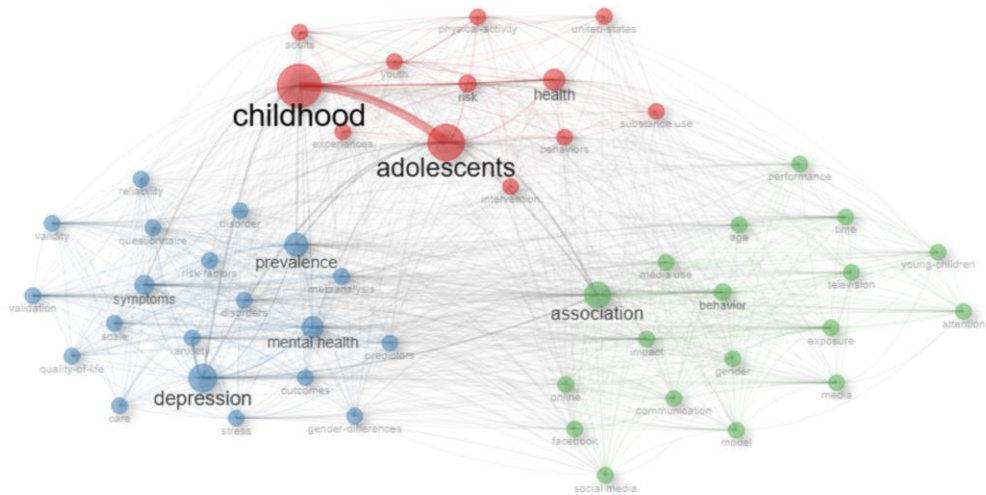 physical-activity
united-states
adults
youth
risk
health
childhood
substance use
experiences
behaviors
adolescents
performance
reliability
intervention
disorder
time
validity
questionnaire
age
prevalence
young-children
risk-factors
media use
television
metaanalysis
symptoms
validation
behavior
disorders
association
attention
scale
mental health
exposure
anxiety
predictors
impact
quality-of-life
gender
outcomes
depression
online
media
communication
care
stress
gender-differences
facebook
model
social media